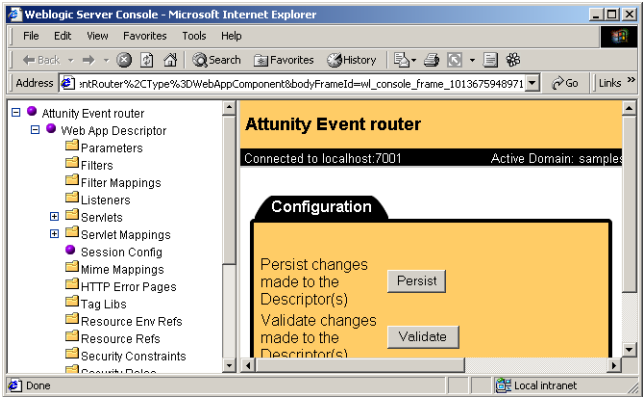 Weblogic Server Console - Microsoft Internet Explorer
File Edit View Favorites Tools Help
Back Search Favorites History
Address ntRouter%2CType%3DWebAppComponent&bodyFrameId=wl_console_frame_1013675948971 Go Links »
Attunity Event router
Web App Descriptor
Parameters
Filters
Filter Mappings
Listeners
Servlets
Servlet Mappings
Session Config
Mime Mappings
HTTP Error Pages
Tag Libs
Resource Env Refs
Resource Refs
Security Constraints
Security Roles
Attunity Event router
Connected to localhost:7001 Active Domain: samples
Configuration
Persist changes
made to the
Descriptor(s)
Persist
Validate changes
made to the
Descriptor(s)
Validate
Done Local intranet